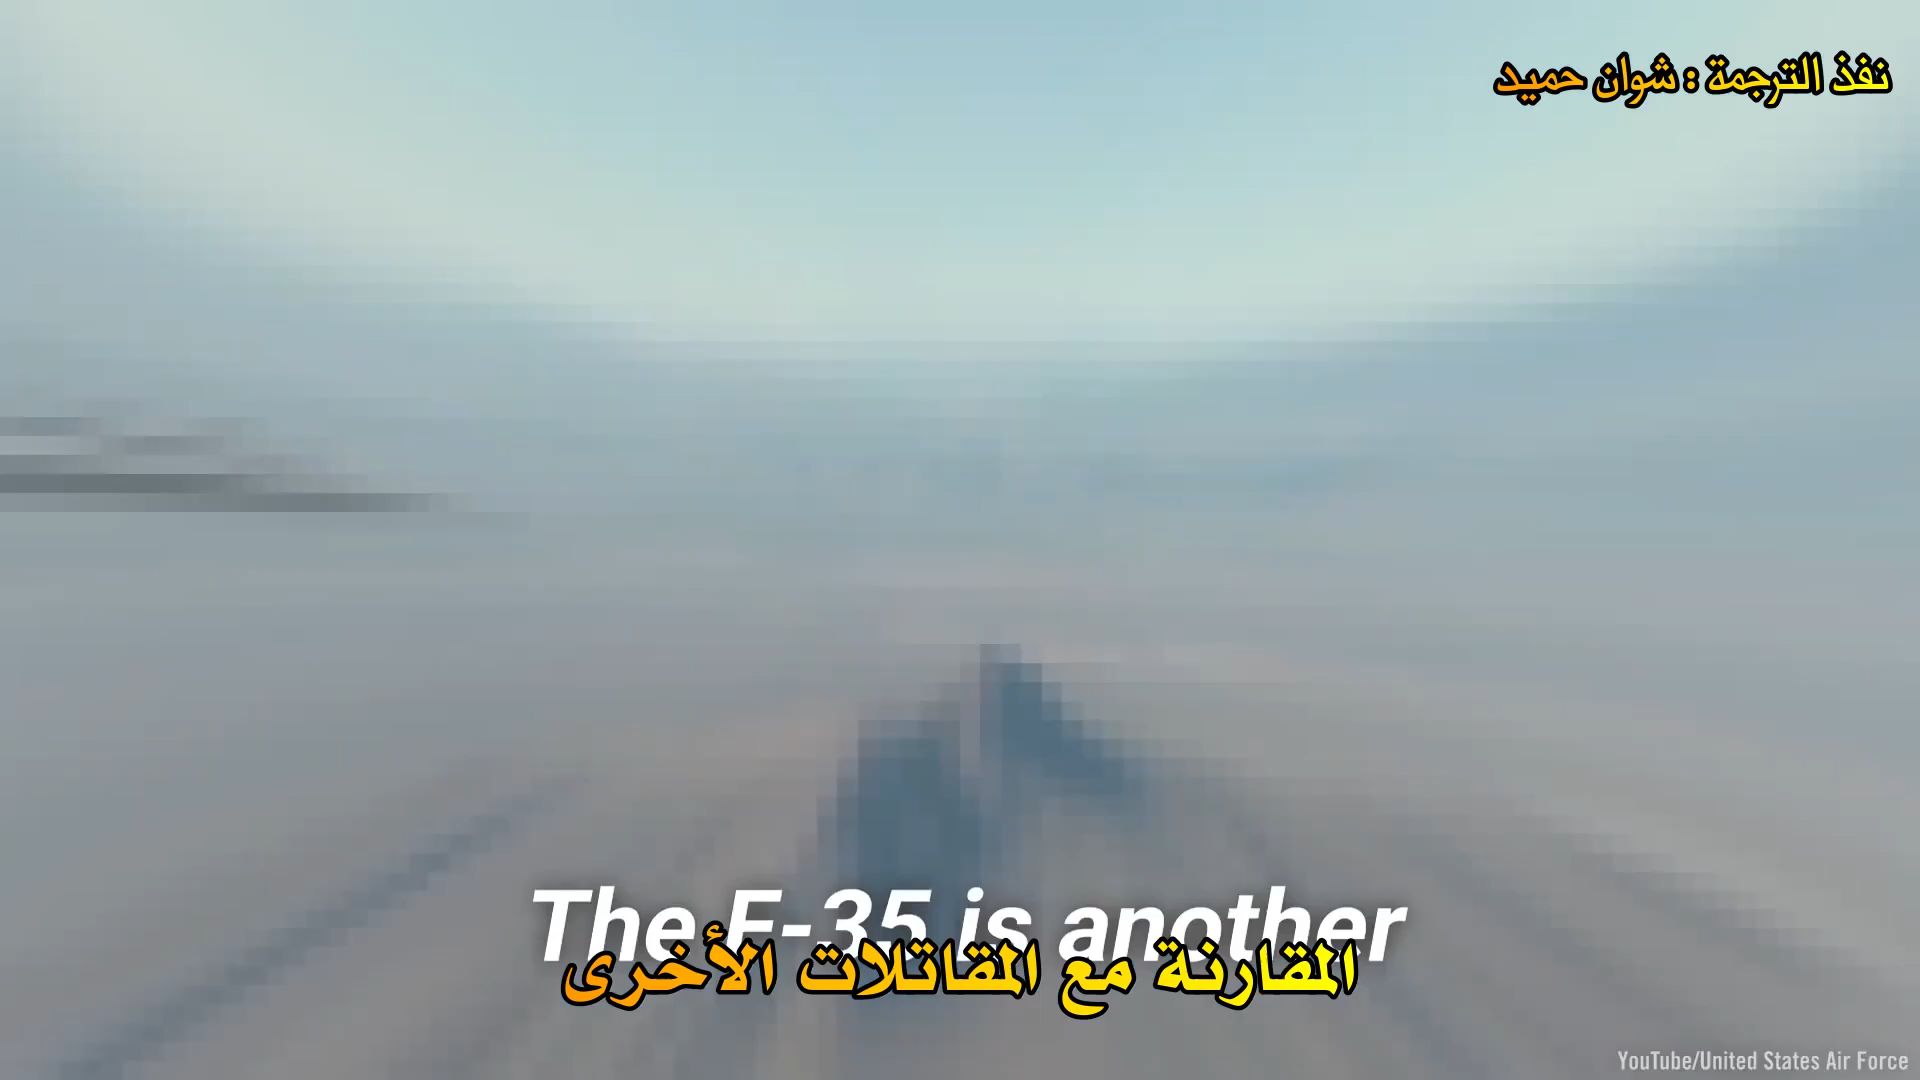 نفذ الترجمة : شوان حميد
The F-35 is another
المقارنة مع المقاتلات الأخرى
YouTube/United States Air Force